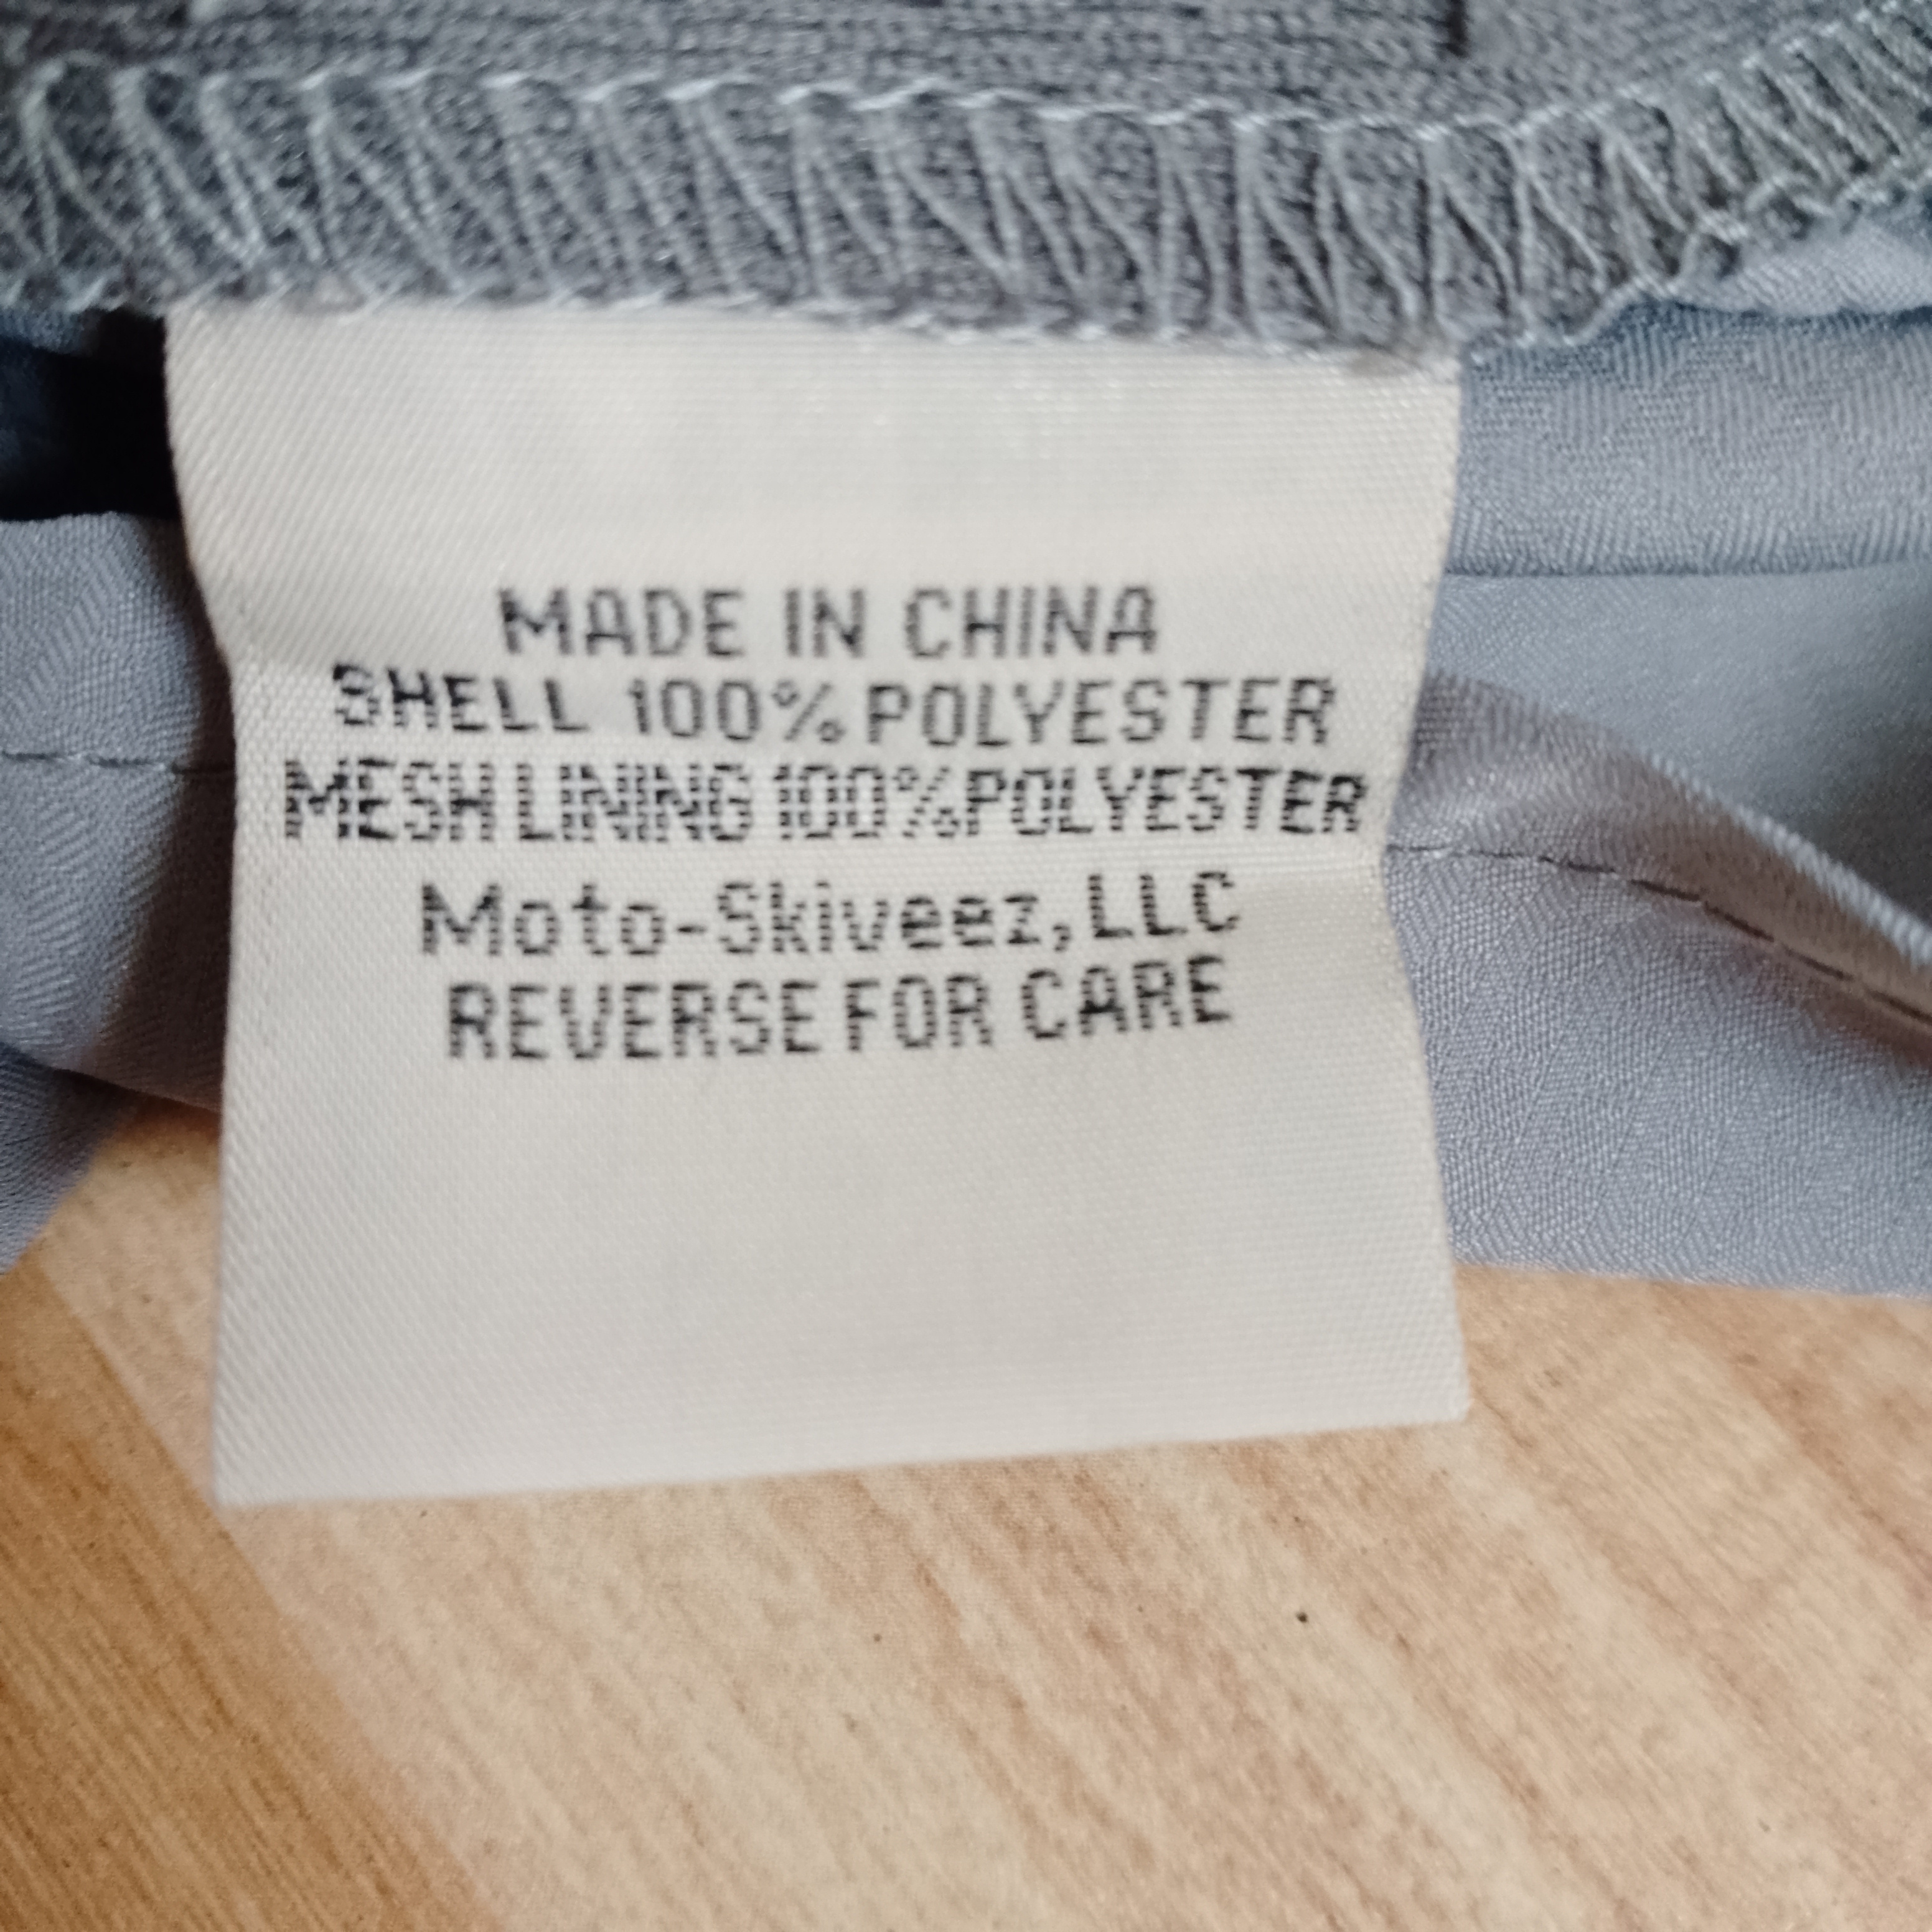 MADE IN CHINA
SHELL 100% POLYESTER
MESH LINING 100% POLYESTER
Moto-Skiveez, LLC
REVERSE FOR CARE